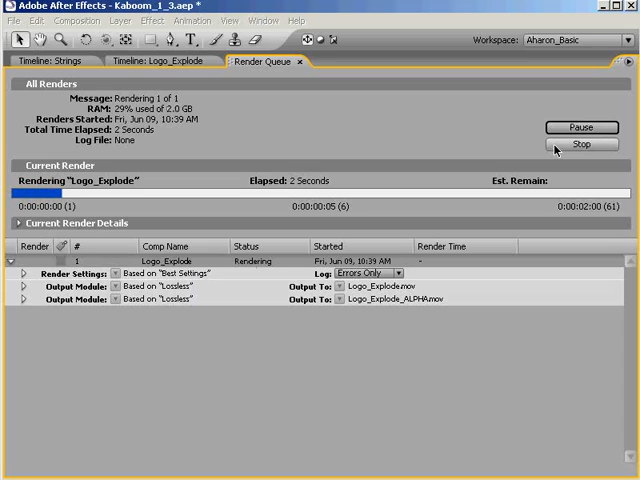 Adobe After Effects - Kaboom_1_3.aep *
File Edit Composition Layer Effect Animation View Window Help
T
Workspace: Aharon_Basic
Timeline: Strings Timeline: Logo_Explode Render Queue
All Renders
Message: Rendering 1 of 1
RAM: 29% used of 2.0 GB
Renders Started: Fri, Jun 09, 10:39 AM
Total Time Elapsed: 2 Seconds
Log File: None
Pause
Stop
Current Render
Rendering "Logo_Explode" Elapsed: 2 Seconds Est. Remain:
0:00:00:00 (1) 0:00:00:05 (6) 0:00:02:00 (61)
Current Render Details
Render # Comp Name Status Started Render Time
1 Logo_Explode Rendering Fri, Jun 09, 10:39 AM -
Render Settings: Based on "Best Settings" Log: Errors Only
Output Module: Based on "Lossless" Output To: Logo_Explode.mov
Output Module: Based on "Lossless" Output To: Logo_Explode_ALPHA.mov